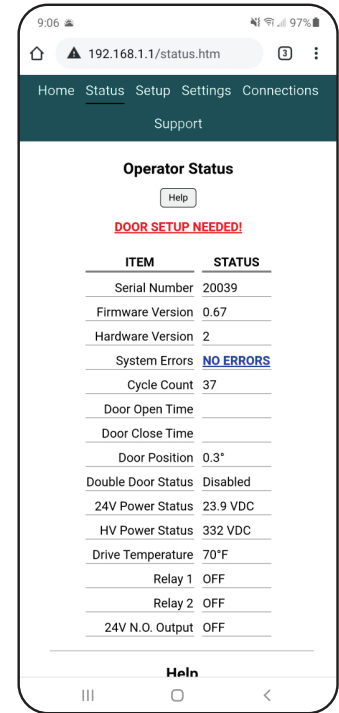 9:06 97%
192.168.1.1/status.htm 3
Home Status Setup Settings Connections
Support
Operator Status
Help
DOOR SETUP NEEDED!
ITEM STATUS
Serial Number 20039
Firmware Version 0.67
Hardware Version 2
System Errors NO ERRORS
Cycle Count 37
Door Open Time
Door Close Time
Door Position 0.3°
Double Door Status Disabled
24V Power Status 23.9 VDC
HV Power Status 332 VDC
Drive Temperature 70°F
Relay 1 OFF
Relay 2 OFF
24V N.O. Output OFF
Help